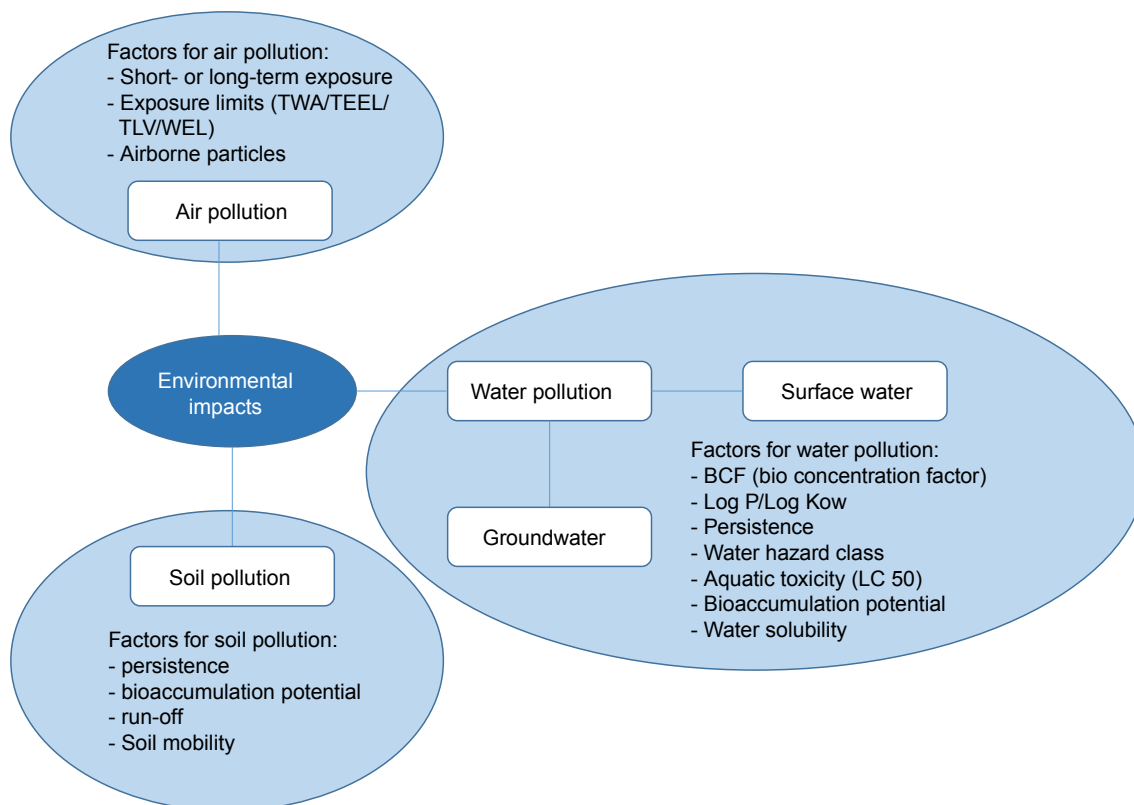 Factors for air pollution:
- Short- or long-term exposure
- Exposure limits (TWA/TEEL/
TLV/WEL)
- Airborne particles
Air pollution
Environmental
impacts
Water pollution
Surface water
Groundwater
Factors for water pollution:
- BCF (bio concentration factor)
- Log P/Log Kow
- Persistence
- Water hazard class
- Aquatic toxicity (LC 50)
- Bioaccumulation potential
- Water solubility
Soil pollution
Factors for soil pollution:
- persistence
- bioaccumulation potential
- run-off
- Soil mobility